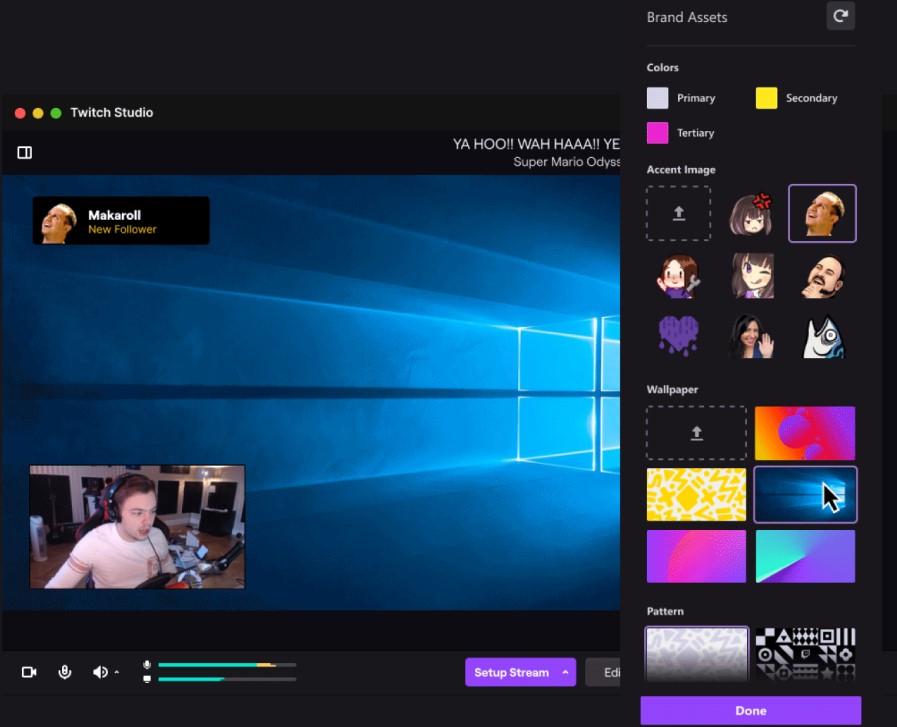 Brand Assets
Colors
Primary
Secondary
Tertiary
Accent Image
Wallpaper
Pattern
Done
Twitch Studio
YA HOO!! WAH HAAA!! YE
Super Mario Odyss
Makaroll
New Follower
Setup Stream
Edi